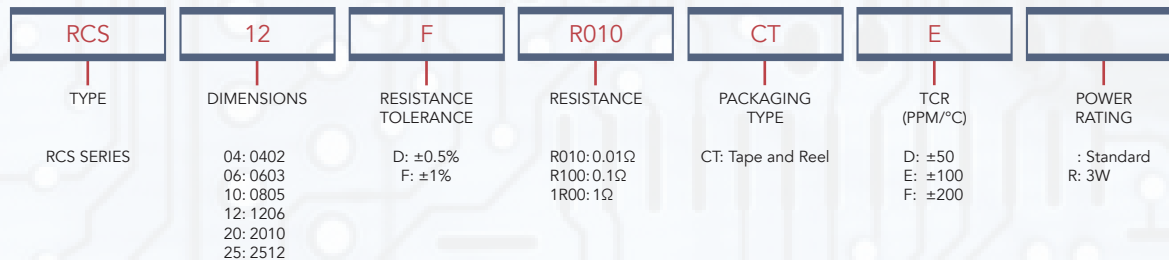 RCS 12 F R010 CT E
TYPE DIMENSIONS RESISTANCE TOLERANCE RESISTANCE PACKAGING TYPE TCR (PPM/°C) POWER RATING
RCS SERIES 04: 0402 D: ±0.5% R010: 0.01Ω CT: Tape and Reel D: ±50 : Standard
06: 0603 F: ±1% R100: 0.1Ω E: ±100 R: 3W
10: 0805 1R00: 1Ω F: ±200
12: 1206
20: 2010
25: 2512